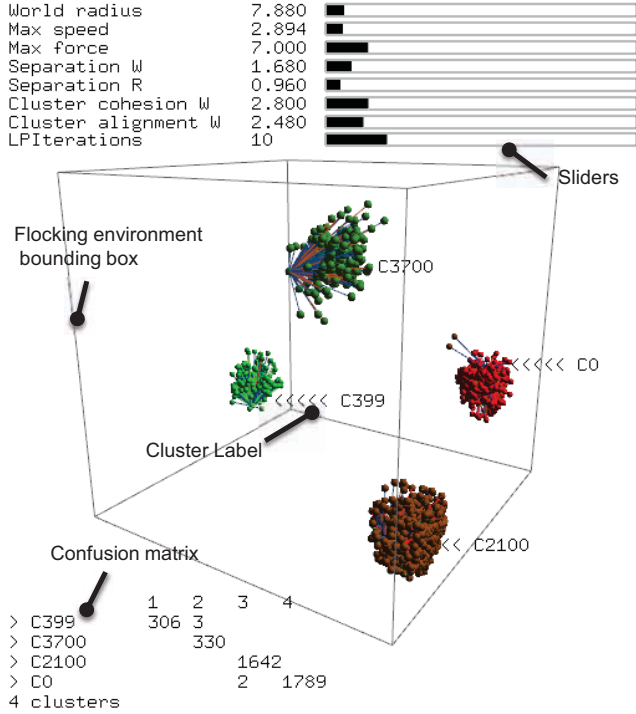 World radius 7.880
Max speed 2.894
Max force 7.000
Separation W 1.680
Separation R 0.960
Cluster cohesion W 2.800
Cluster alignment W 2.480
LPIterations 10
Sliders
Flocking environment
bounding box
C3700
<<<<< C0
<<<<< C399
Cluster Label
<< C2100
Confusion matrix
1 2 3 4
> C399 306 3
> C3700 330
> C2100 1642
> C0 2 1789
4 clusters